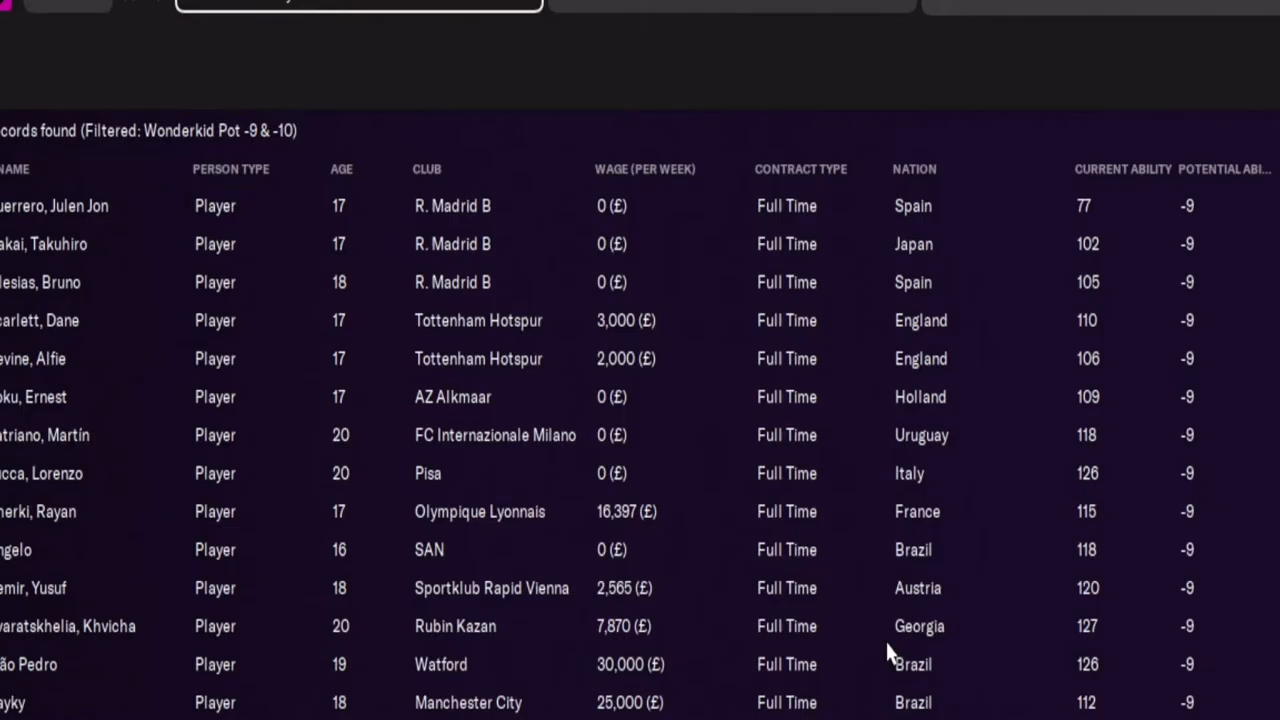 cords found (Filtered: Wonderkid Pot -9 & -10)
NAME PERSON TYPE AGE CLUB WAGE (PER WEEK) CONTRACT TYPE NATION CURRENT ABILITY POTENTIAL ABI...
uerrero, Julen Jon Player 17 R. Madrid B 0 (£) Full Time Spain 77 -9
akai, Takuhiro Player 17 R. Madrid B 0 (£) Full Time Japan 102 -9
lesias, Bruno Player 18 R. Madrid B 0 (£) Full Time Spain 105 -9
carlett, Dane Player 17 Tottenham Hotspur 3,000 (£) Full Time England 110 -9
evine, Alfie Player 17 Tottenham Hotspur 2,000 (£) Full Time England 106 -9
oku, Ernest Player 17 AZ Alkmaar 0 (£) Full Time Holland 109 -9
atriano, Martín Player 20 FC Internazionale Milano 0 (£) Full Time Uruguay 118 -9
ucca, Lorenzo Player 20 Pisa 0 (£) Full Time Italy 126 -9
herki, Rayan Player 17 Olympique Lyonnais 16,397 (£) Full Time France 115 -9
ngelo Player 16 SAN 0 (£) Full Time Brazil 118 -9
emir, Yusuf Player 18 Sportklub Rapid Vienna 2,565 (£) Full Time Austria 120 -9
varatskhelia, Khvicha Player 20 Rubin Kazan 7,870 (£) Full Time Georgia 127 -9
ão Pedro Player 19 Watford 30,000 (£) Full Time Brazil 126 -9
ayky Player 18 Manchester City 25,000 (£) Full Time Brazil 112 -9